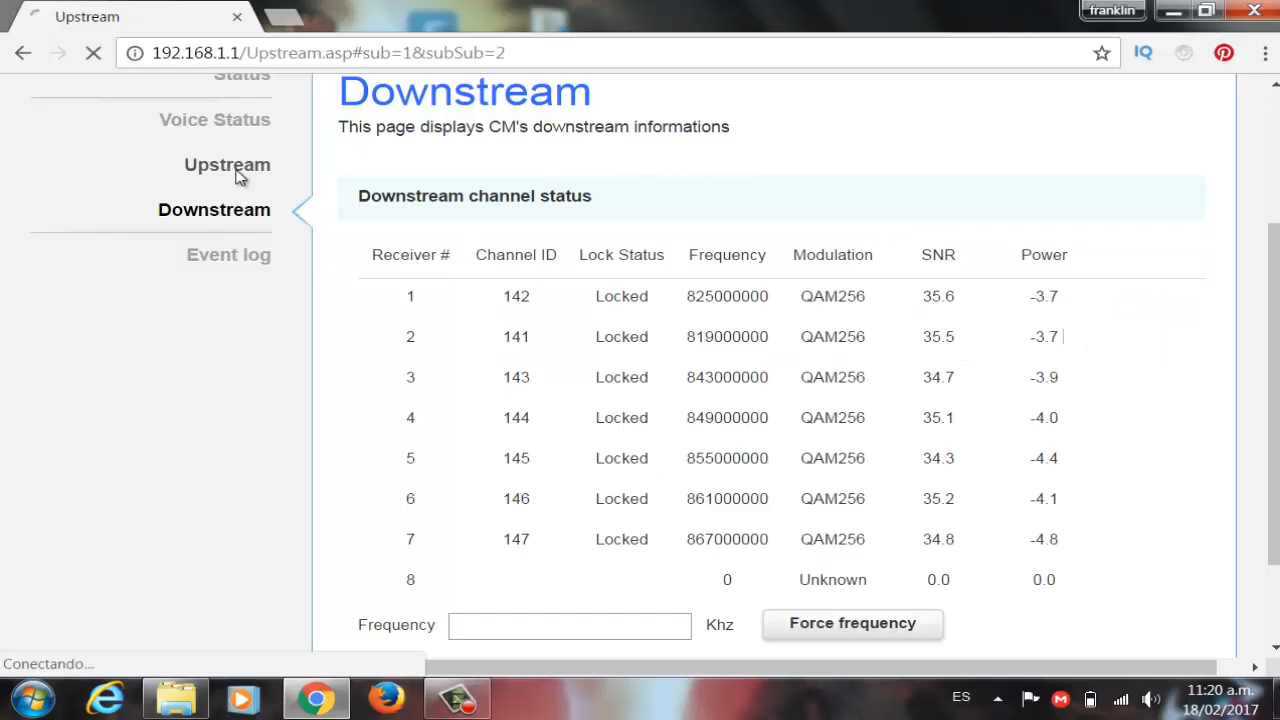 Upstream
franklin
192.168.1.1/Upstream.asp#sub=1&subSub=2
Status
Voice Status
Upstream
Downstream
Event log
Downstream
This page displays CM's downstream informations
Downstream channel status
Receiver # Channel ID Lock Status Frequency Modulation SNR Power
1 142 Locked 825000000 QAM256 35.6 -3.7
2 141 Locked 819000000 QAM256 35.5 -3.7
3 143 Locked 843000000 QAM256 34.7 -3.9
4 144 Locked 849000000 QAM256 35.1 -4.0
5 145 Locked 855000000 QAM256 34.3 -4.4
6 146 Locked 861000000 QAM256 35.2 -4.1
7 147 Locked 867000000 QAM256 34.8 -4.8
8 0 Unknown 0.0 0.0
Frequency Khz Force frequency
Conectando...
ES
11:20 a.m.
18/02/2017